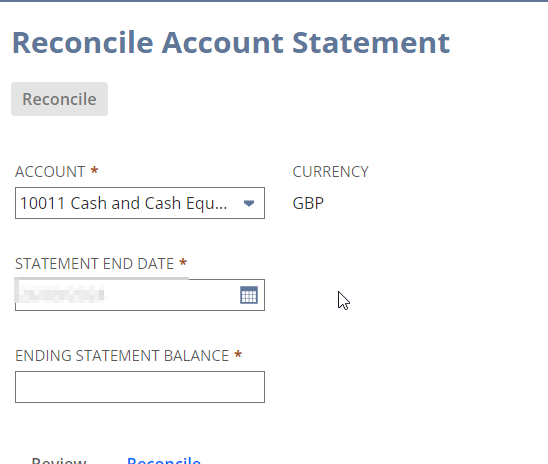 Reconcile Account Statement
Reconcile
ACCOUNT *
CURRENCY
10011 Cash and Cash Equ...
GBP
STATEMENT END DATE *
ENDING STATEMENT BALANCE *
Review Reconcile